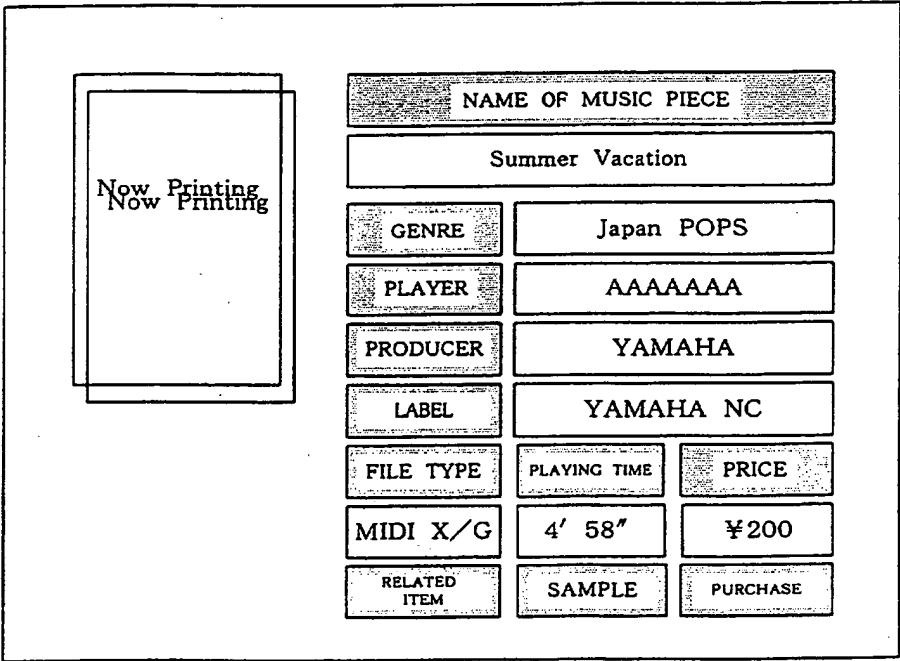 Now Printing
Now Printing
NAME OF MUSIC PIECE
Summer Vacation
GENRE
Japan POPS
PLAYER
AAAAAAA
PRODUCER
YAMAHA
LABEL
YAMAHA NC
FILE TYPE
PLAYING TIME
PRICE
MIDI X/G
4′ 58″
¥200
RELATED
ITEM
SAMPLE
PURCHASE